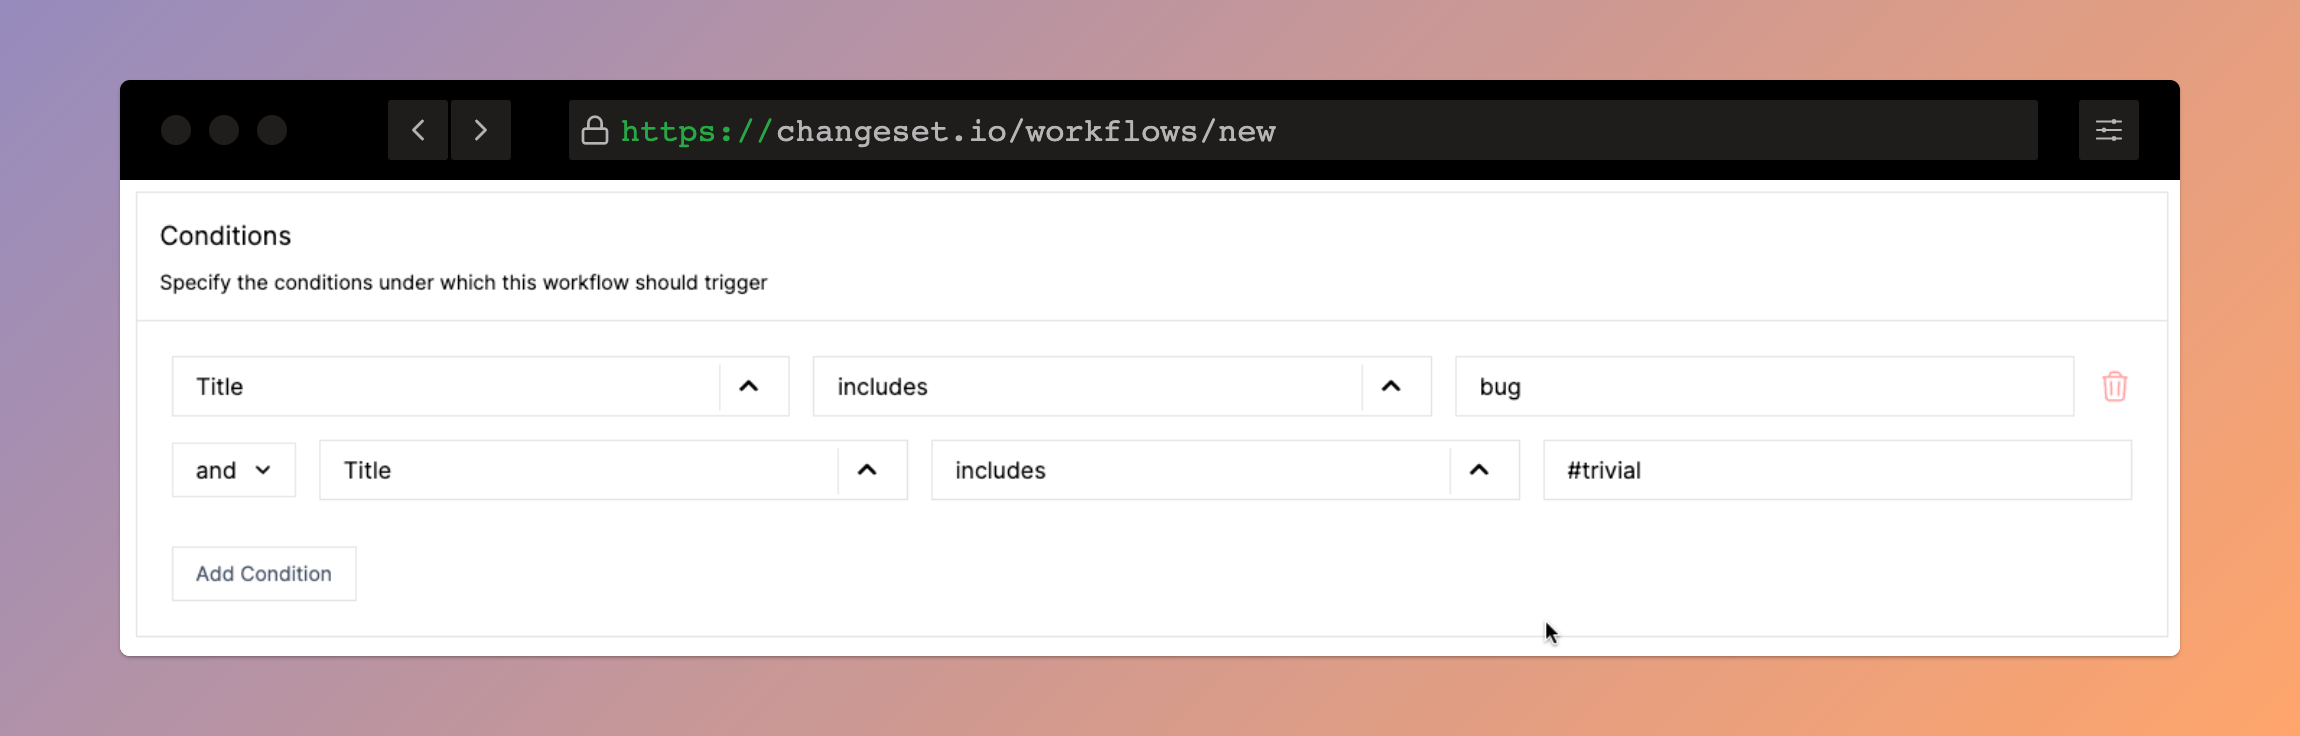 https://changeset.io/workflows/new
Conditions
Specify the conditions under which this workflow should trigger
Title includes bug
and Title includes #trivial
Add Condition